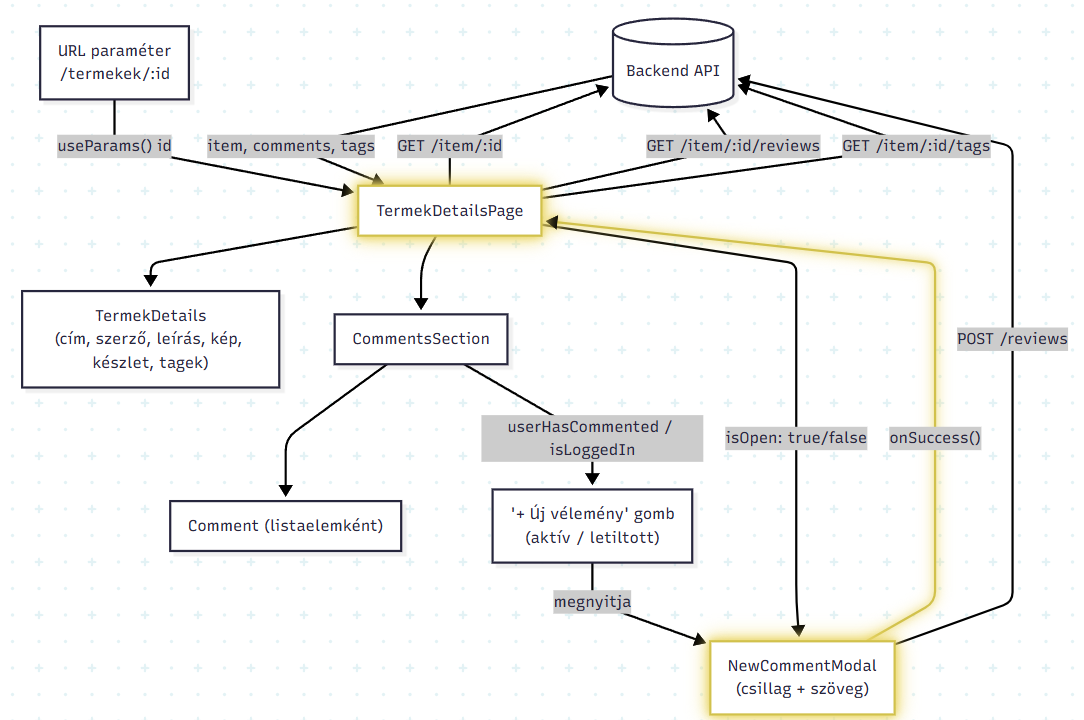 URL paraméter
/termekek/:id
Backend API
useParams() id
item, comments, tags
GET /item/:id
GET /item/:id/reviews
GET /item/:id/tags
TermekDetailsPage
TermekDetails
(cím, szerző, leírás, kép,
készlet, tagek)
CommentsSection
POST /reviews
userHasCommented /
isLoggedIn
isOpen: true/false
onSuccess()
Comment (listaelemként)
'+ Új vélemény' gomb
(aktív / letiltott)
megnyitja
NewCommentModal
(csillag + szöveg)